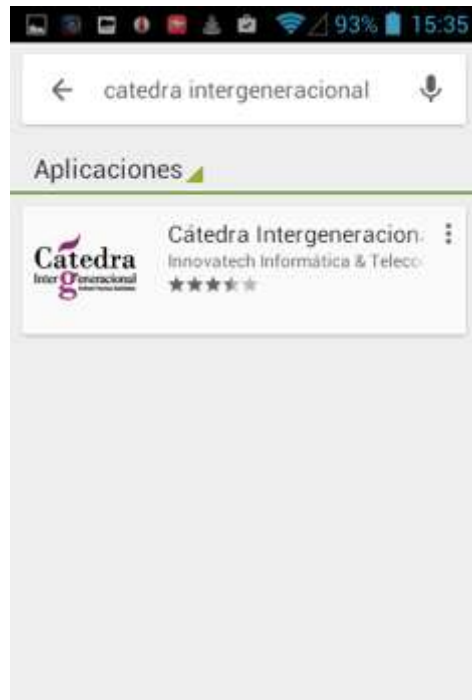 93% 15:35
catedra intergeneracional
Aplicaciones
Cátedra Intergeneracion
Innovatech Informática & Teleco
Cátedra
Intergeneracional